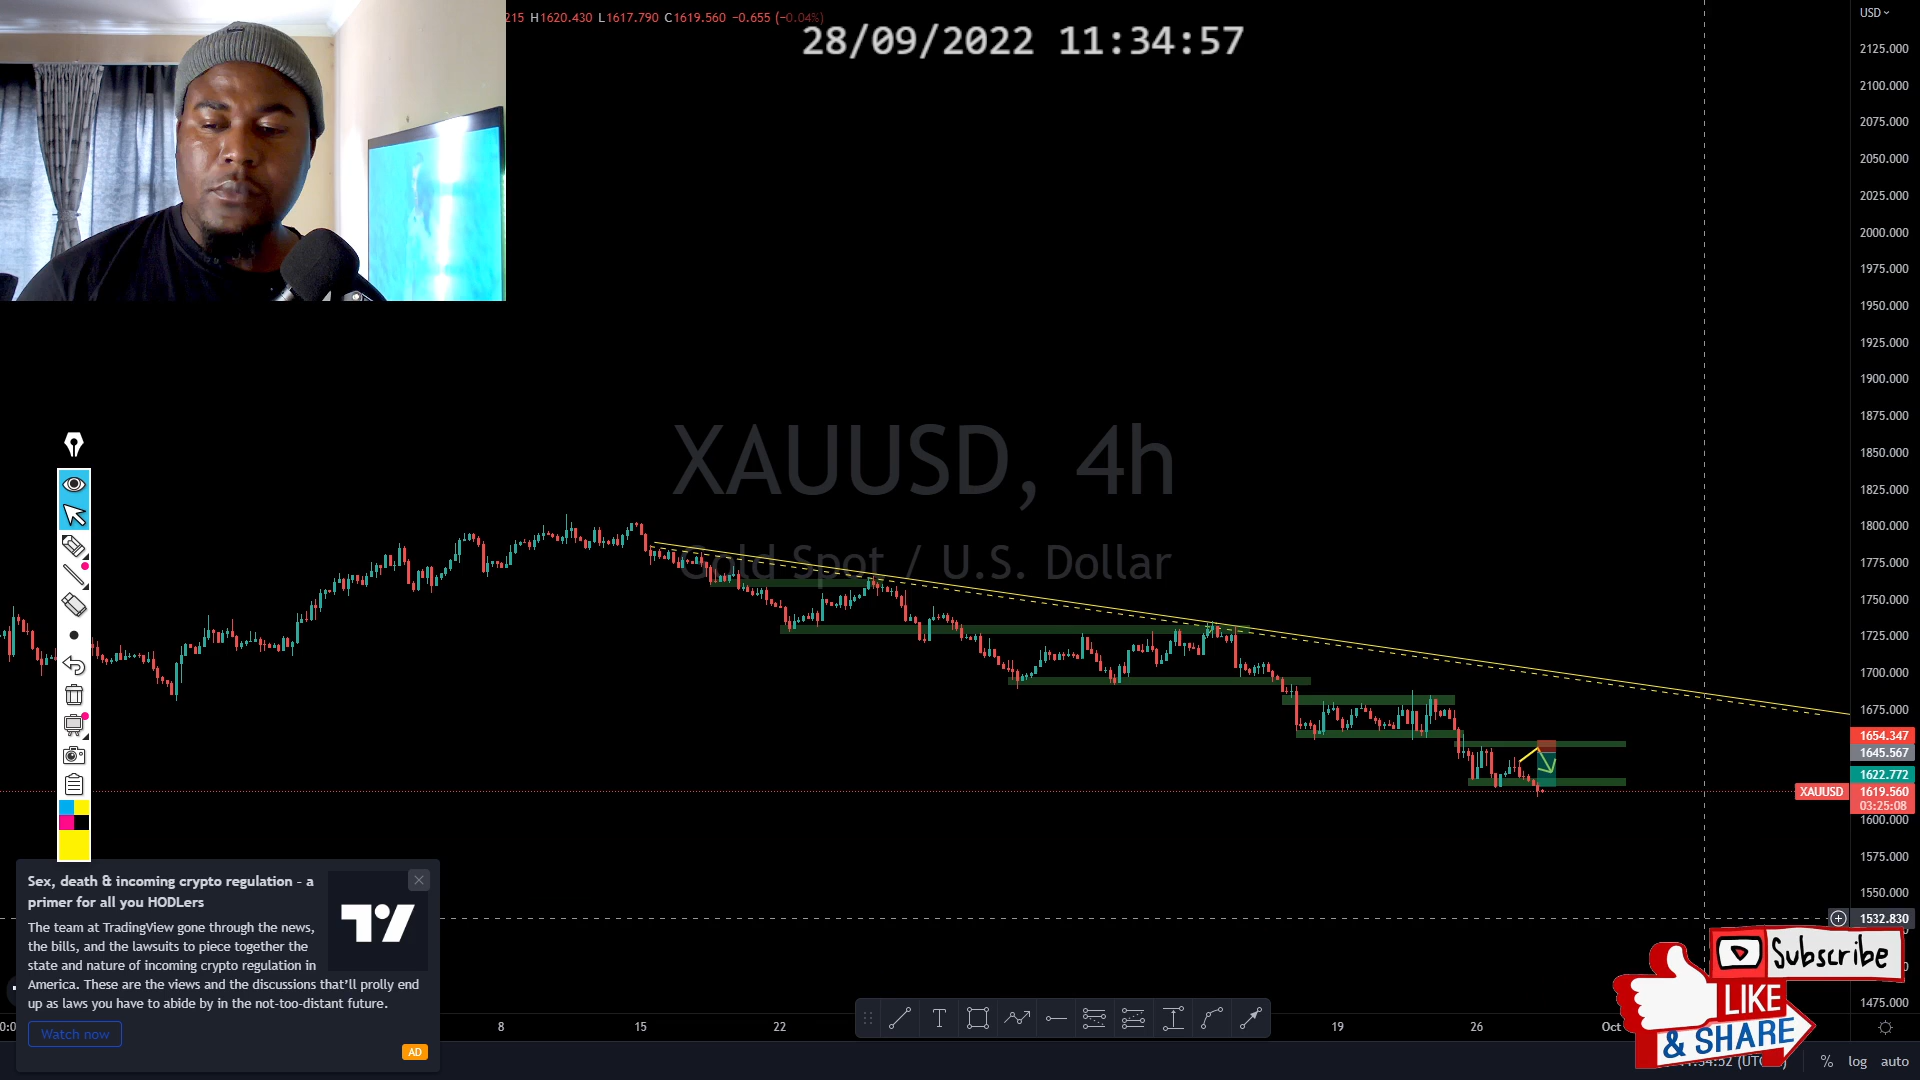 215 H1620.430 L1617.790 C1619.560 −0.655 (−0.04%)
28/09/2022 11:34:57
USD
2125.000
2100.000
2075.000
2050.000
2025.000
2000.000
1975.000
1950.000
1925.000
1900.000
1875.000
1850.000
1825.000
1800.000
1775.000
1750.000
1725.000
1700.000
1675.000
1654.347
1645.567
1622.772
XAUUSD 1619.560
03:25:08
1600.000
1575.000
1550.000
1532.830
1475.000
XAUUSD, 4h
Gold Spot / U.S. Dollar
Sex, death & incoming crypto regulation - a
primer for all you HODLers
The team at TradingView gone through the news,
the bills, and the lawsuits to piece together the
state and nature of incoming crypto regulation in
America. These are the views and the discussions that'll prolly end
up as laws you have to abide by in the not-too-distant future.
Watch now
AD
8 15 22 19 26 Oct
Subscribe
LIKE
& SHARE
% log auto